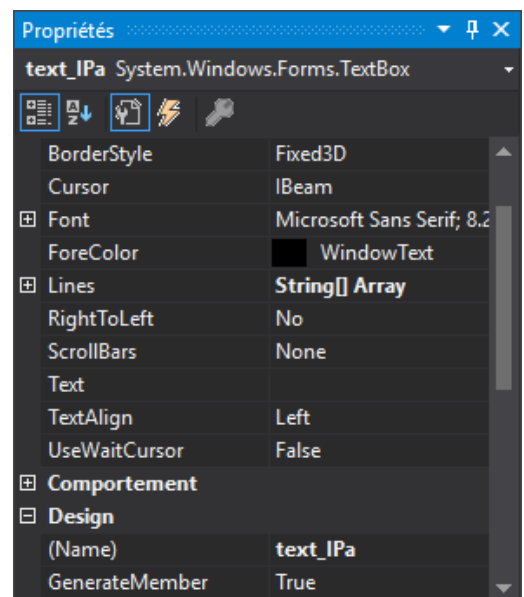 Propriétés
text_IPa System.Windows.Forms.TextBox
BorderStyle Fixed3D
Cursor IBeam
Font Microsoft Sans Serif; 8.2
ForeColor WindowText
Lines String[] Array
RightToLeft No
ScrollBars None
Text
TextAlign Left
UseWaitCursor False
Comportement
Design
(Name) text_IPa
GenerateMember True